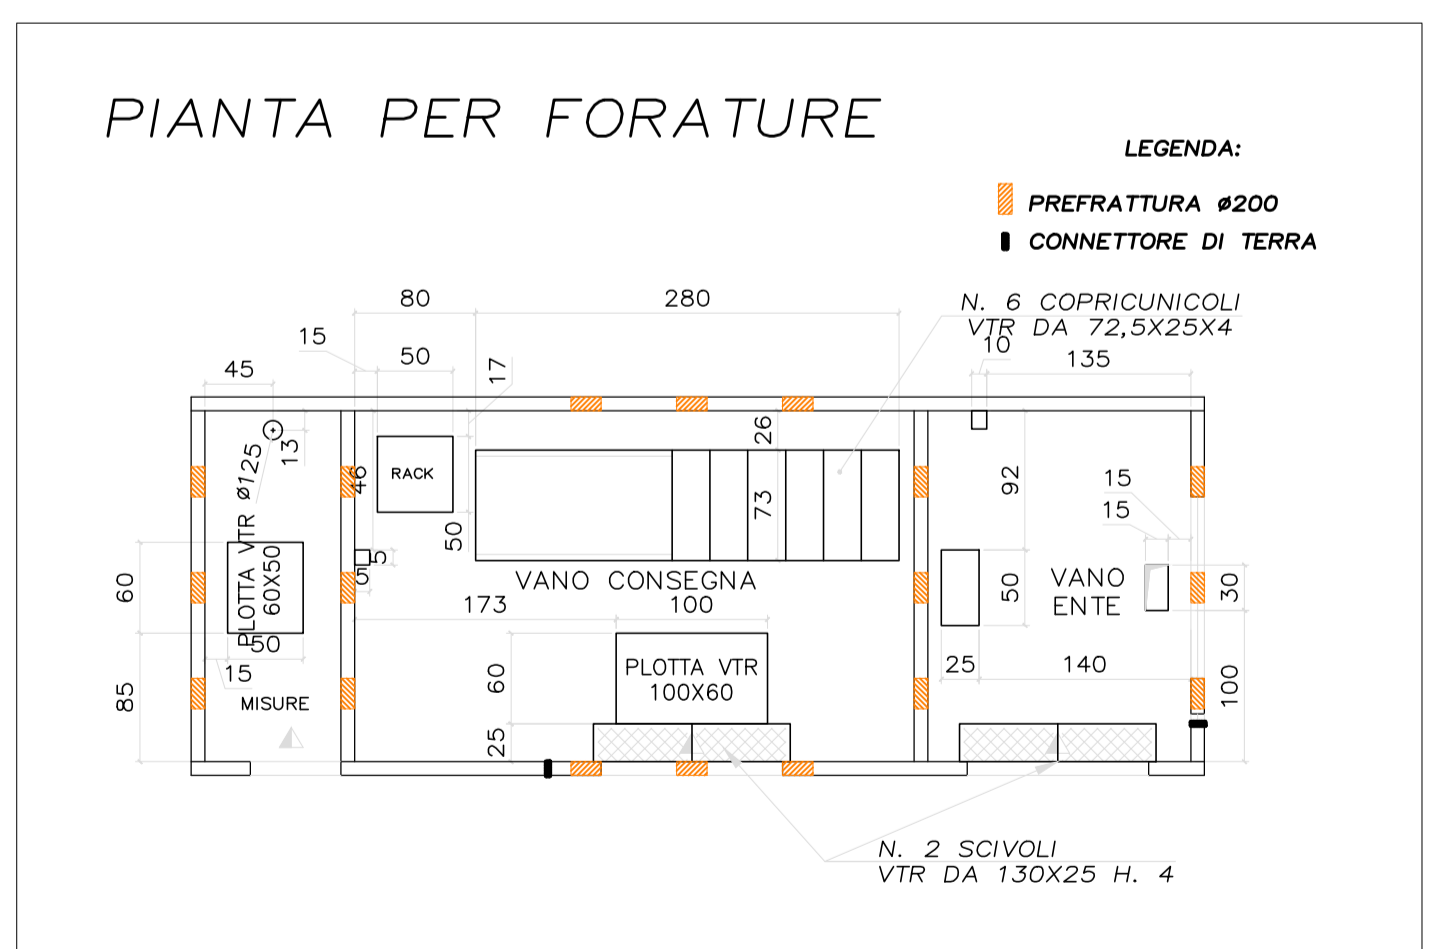 PIANTA PER FORATURE
LEGENDA:
PREFRATTURA ø200
CONNETTORE DI TERRA
N. 6 COPRICUNICOLI
VTR DA 72,5X25X4
80
280
15
50
17
10
135
45
13
26
46
RACK
92
15
15
PLOTTA VTR ø125
73
50
5
5
60X50
60
VANO CONSEGNA
50
VANO
ENTE
30
173
100
50
15
60
PLOTTA VTR
100X60
25
140
100
85
MISURE
25
N. 2 SCIVOLI
VTR DA 130X25 H. 4